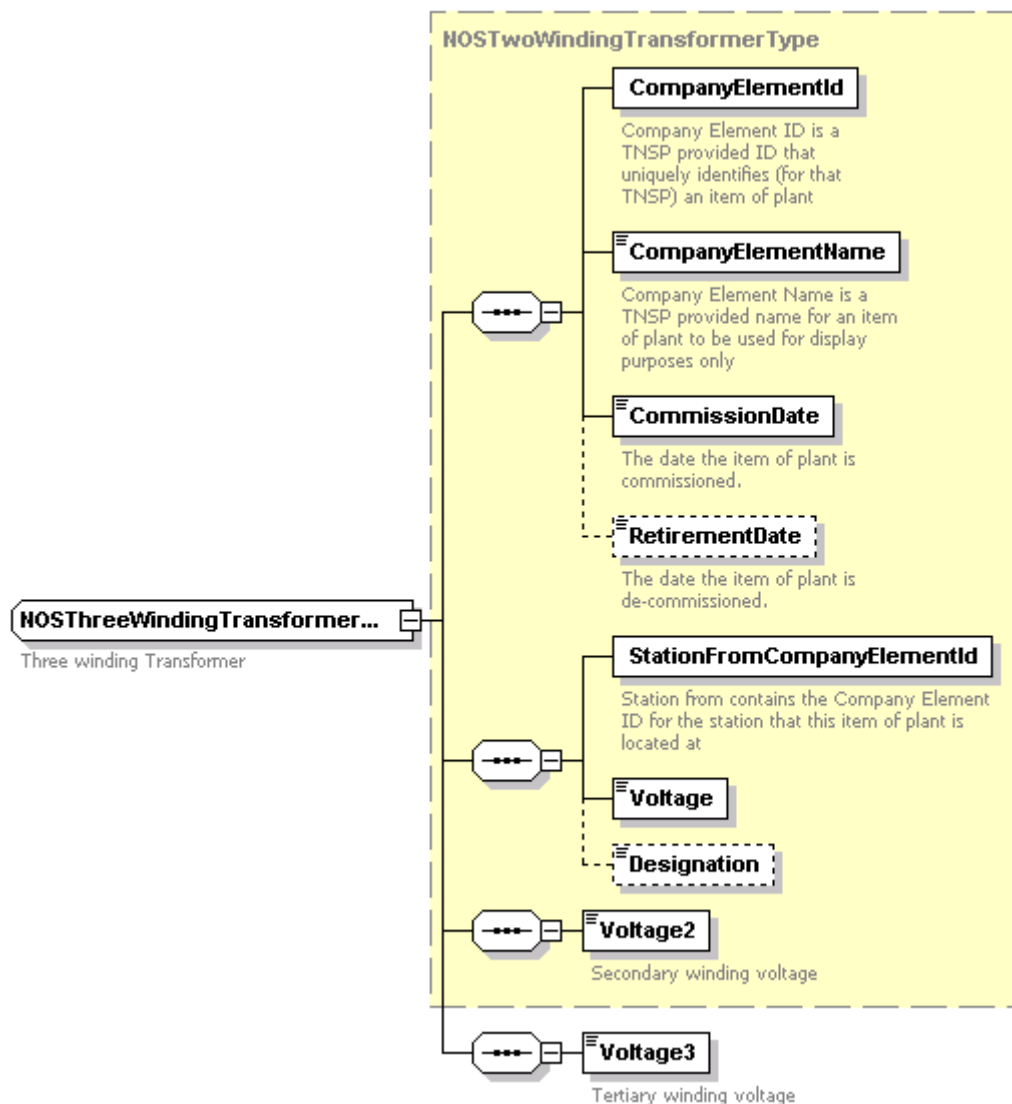 NOSTwoWindingTransformerType
CompanyElementId
Company Element ID is a
TNSP provided ID that
uniquely identifies (for that
TNSP) an item of plant
CompanyElementName
Company Element Name is a
TNSP provided name for an item
of plant to be used for display
purposes only
CommissionDate
The date the item of plant is
commissioned.
RetirementDate
The date the item of plant is
de-commissioned.
NOSThreeWindingTransformer...
Three winding Transformer
StationFromCompanyElementId
Station from contains the Company Element
ID for the station that this item of plant is
located at
Voltage
Designation
Voltage2
Secondary winding voltage
Voltage3
Tertiary winding voltage